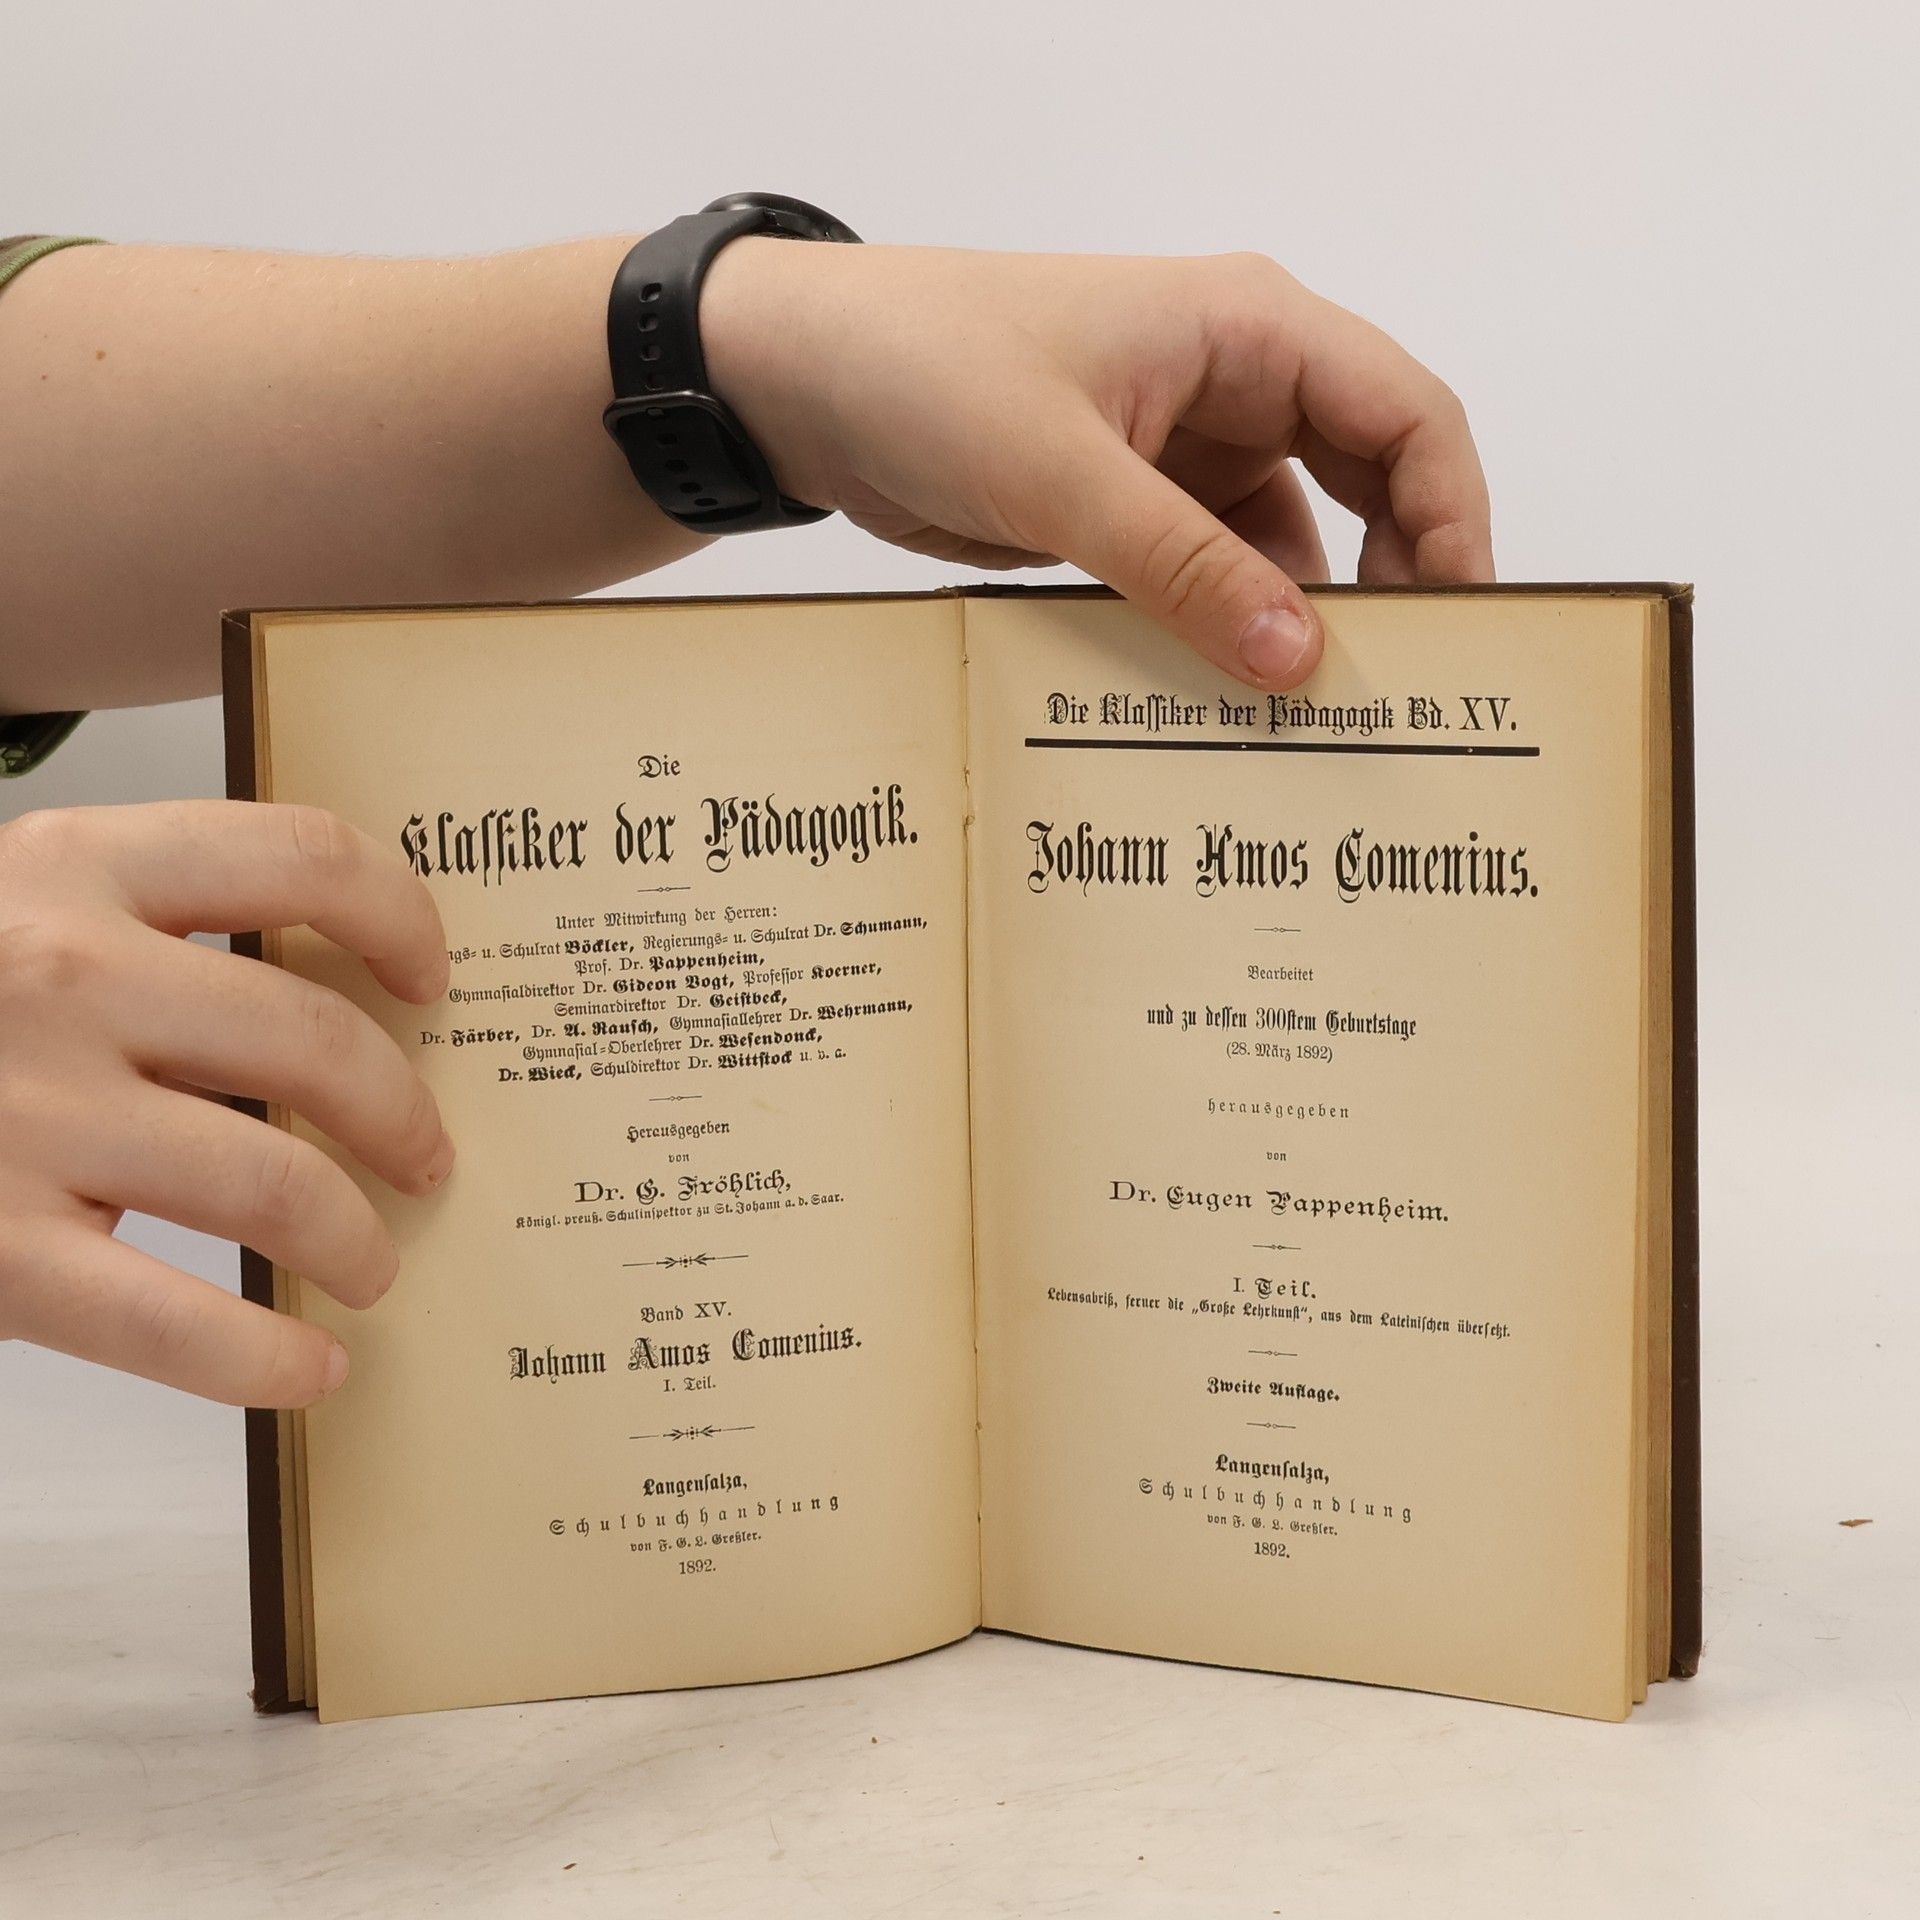 Die
Klassiker der Pädagogik.
Unter Mitwirkung der Herren:
u. Schulrat Böckler, Regierungs- u. Schulrat Dr. Schumann,
Prof. Dr. Pappenheim,
Gymnasialdirektor Dr. Gideon Vogt, Professor Koerner,
Seminardirektor Dr. Geistbeck,
Dr. Färber, Dr. A. Rausch, Gymnasiallehrer Dr. Wehrmann,
Gymnasial-Oberlehrer Dr. Wesendonck,
Dr. Wieck, Schuldirektor Dr. Wittstock u. v. a.
Herausgegeben
von
Dr. G. Fröhlich,
Königl. preuß. Schulinspektor zu St. Johann a. d. Saar.
Band XV.
Johann Amos Comenius.
I. Teil.
Langensalza,
Schulbuchhandlung
von F. G. L. Greßler.
1892.
Die Klassiker der Pädagogik Bd. XV.
Johann Amos Comenius.
Bearbeitet
und zu dessen 300stem Geburtstage
(28. März 1892)
herausgegeben
von
Dr. Eugen Pappenheim.
I. Teil.
Lebensabriß, ferner die „Große Lehrkunst“, aus dem Lateinischen übersetzt.
Zweite Auflage.
Langensalza,
Schulbuchhandlung
von F. G. L. Greßler.
1892.